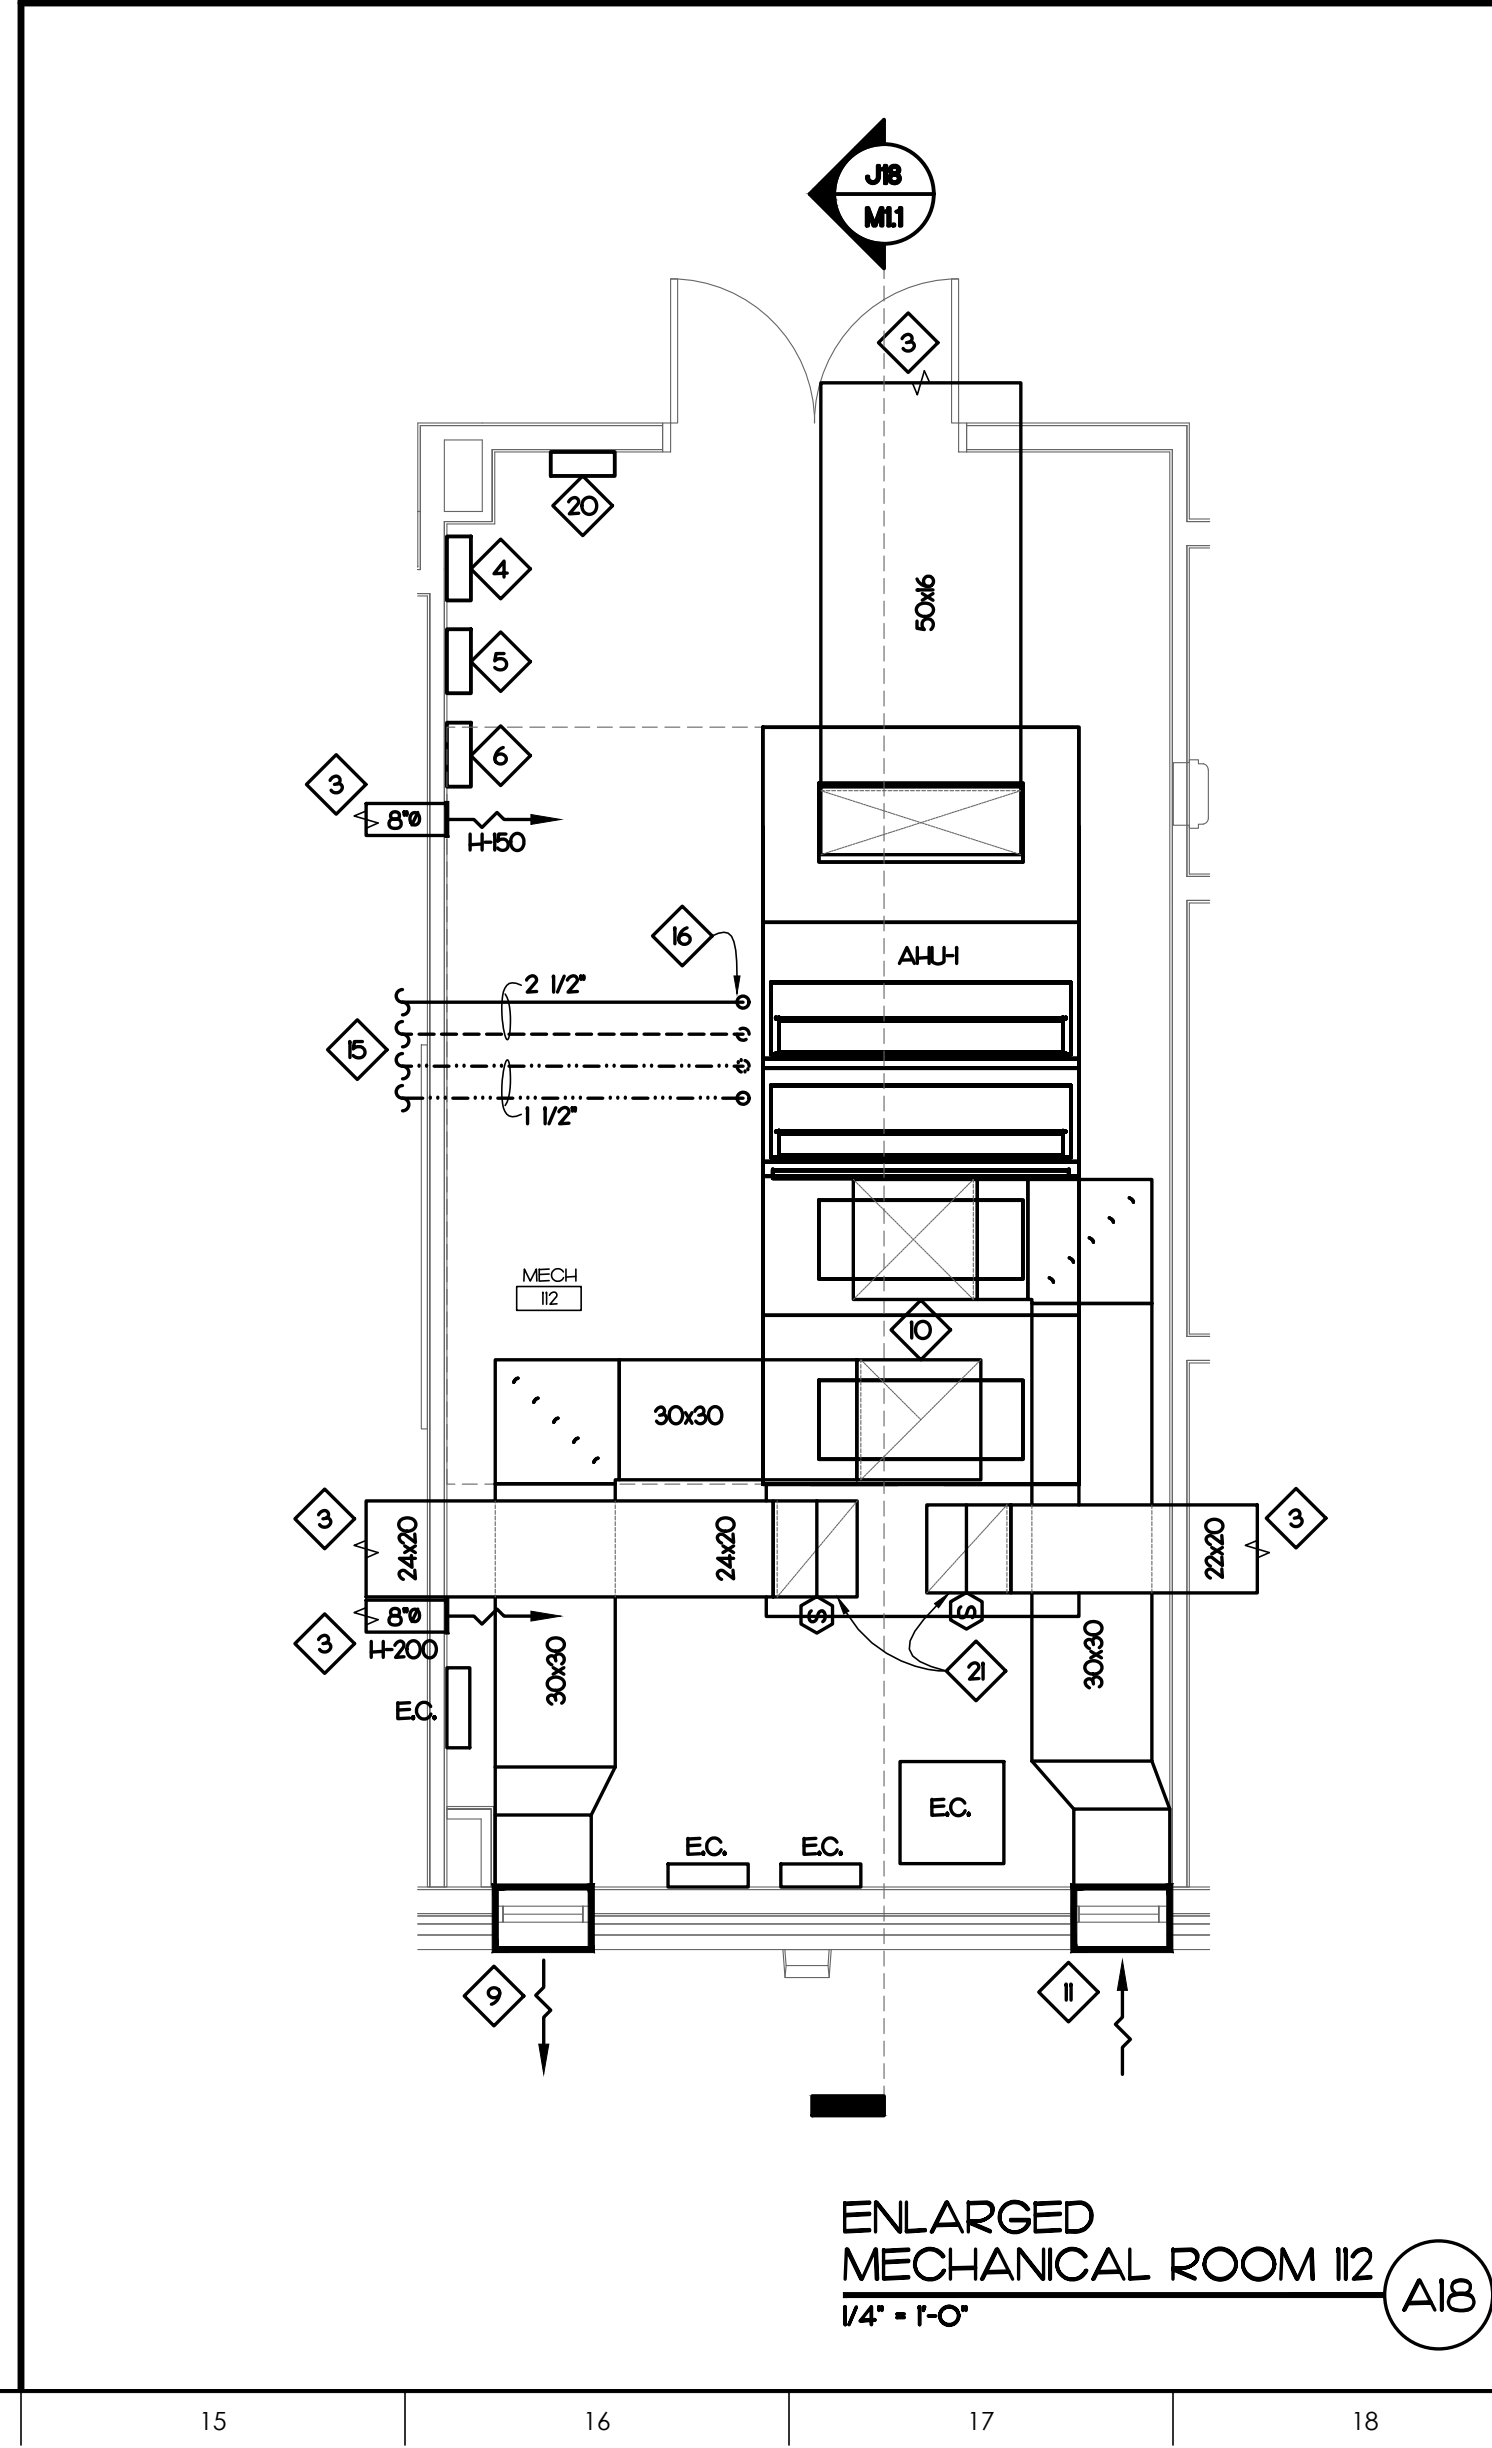 J18
M1.1
3
20
4
50x16
5
6
3
8"Ø
H-150
16
AHU-1
2 1/2"
15
1 1/2"
MECH
112
10
30x30
3
24x20
24x20
22x20
3
8"Ø
S
S
3
H-200
30x30
30x30
21
E.C.
E.C.
E.C.
E.C.
9
11
ENLARGED
MECHANICAL ROOM 112
A18
1/4" = 1'-0"
15
16
17
18